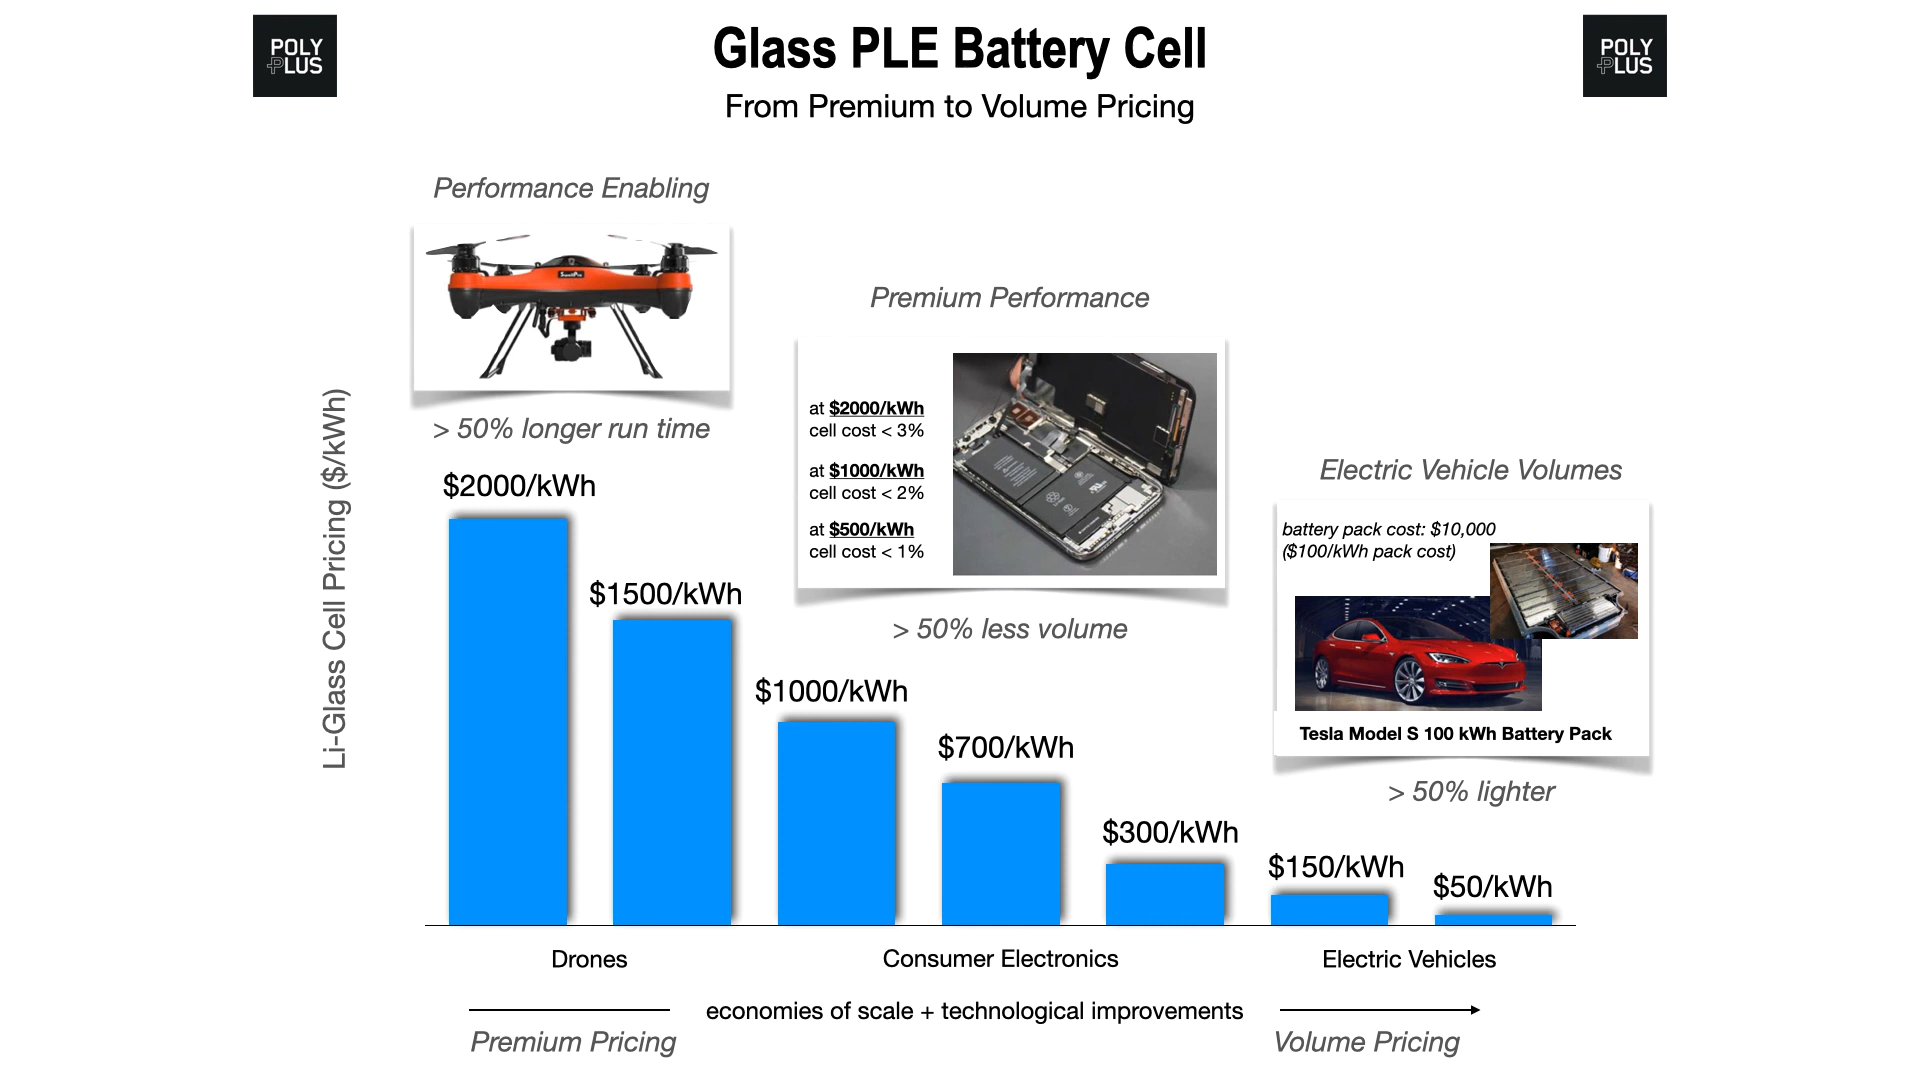 POLY
PLUS
Glass PLE Battery Cell
From Premium to Volume Pricing
POLY
PLUS
Performance Enabling
SwellPro
> 50% longer run time
Premium Performance
at $2000/kWh
cell cost < 3%
at $1000/kWh
cell cost < 2%
at $500/kWh
cell cost < 1%
> 50% less volume
Electric Vehicle Volumes
battery pack cost: $10,000
($100/kWh pack cost)
Tesla Model S 100 kWh Battery Pack
> 50% lighter
Li-Glass Cell Pricing ($/kWh)
$2000/kWh
$1500/kWh
$1000/kWh
$700/kWh
$300/kWh
$150/kWh
$50/kWh
Drones
Consumer Electronics
Electric Vehicles
economies of scale + technological improvements
Premium Pricing
Volume Pricing